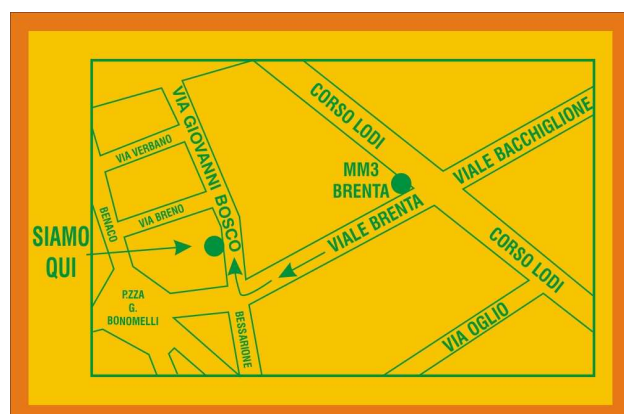 CORSO LODI
VIA GIOVANNI BOSCO
VIALE BACCHIGLIONE
VIA VERBANO
MM3
BRENTA
BENACO
VIA BRENO
VIALE BRENTA
SIAMO
QUI
CORSO LODI
P.ZZA
G.
BONOMELLI
BESSARIONE
VIA OGLIO